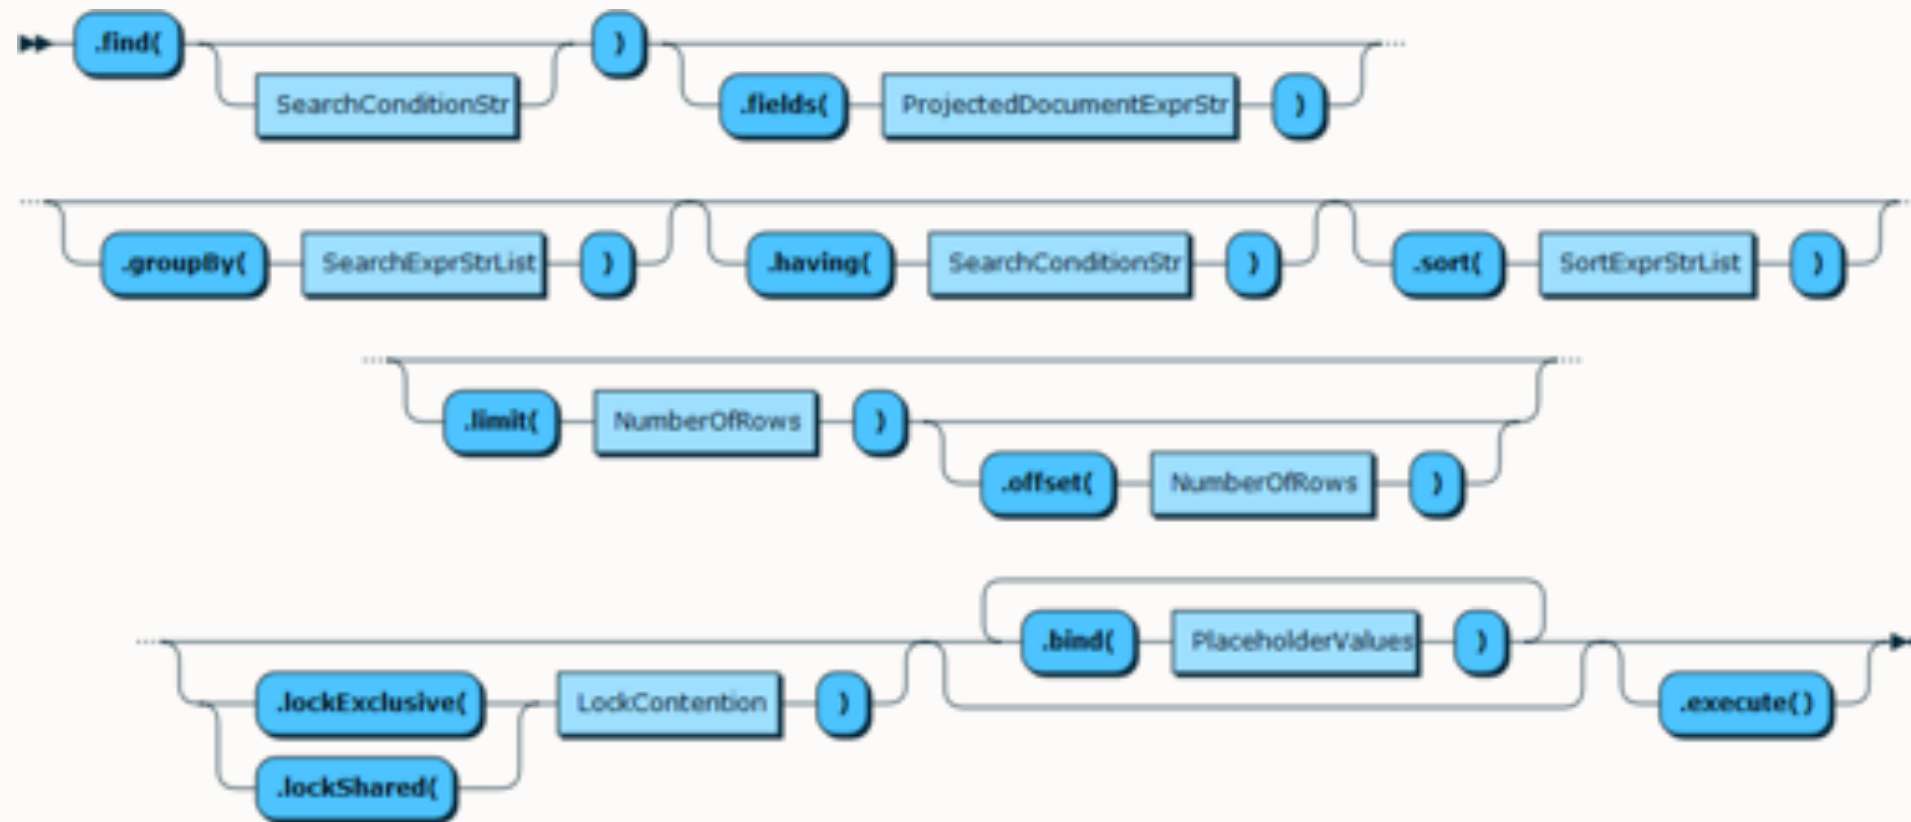 .find( )
SearchConditionStr .fields( ProjectedDocumentExprStr )
.groupBy( SearchExprStrList ) .having( SearchConditionStr ) .sort( SortExprStrList )
.limit( NumberOfRows )
.offset( NumberOfRows )
.bind( PlaceholderValues )
.lockExclusive( LockContention ) .execute()
.lockShared(